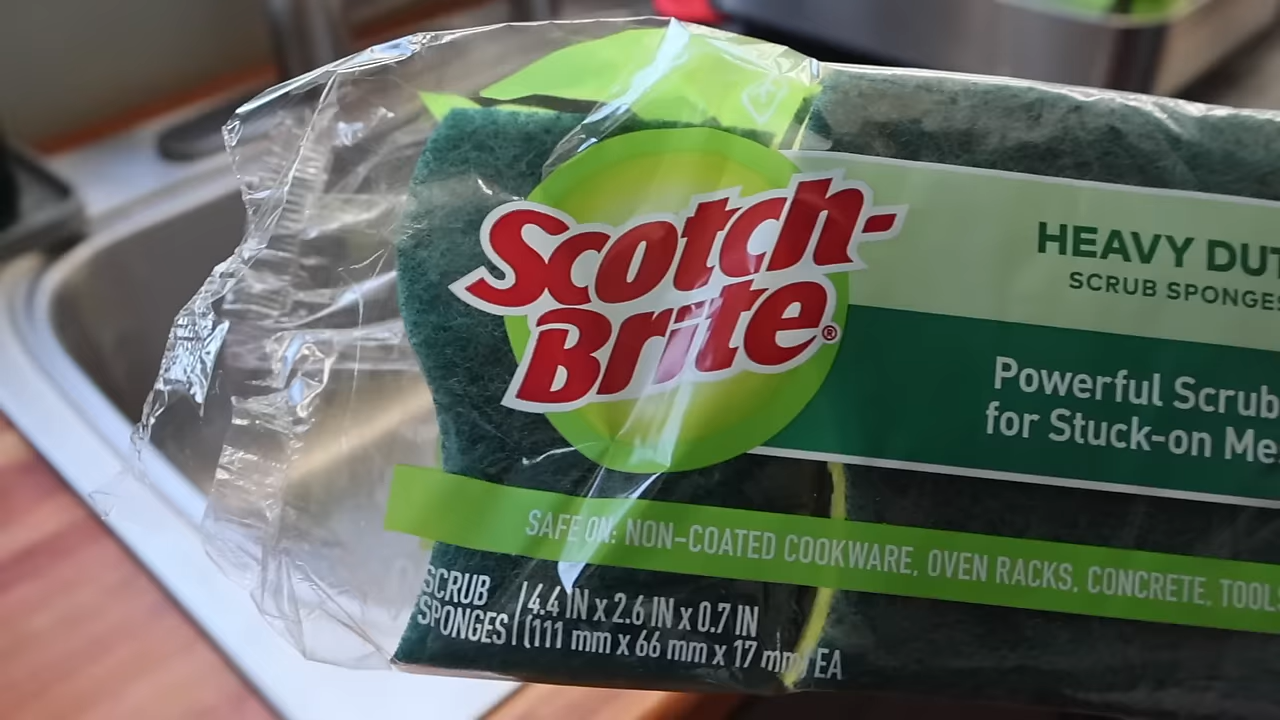 Scotch-
Brite®
HEAVY DUT
SCRUB SPONGES
Powerful Scrub
for Stuck-on Me
SAFE ON: NON-COATED COOKWARE, OVEN RACKS, CONCRETE, TOOL
SCRUB
SPONGES
4.4 IN x 2.6 IN x 0.7 IN
(111 mm x 66 mm x 17 mm) EA